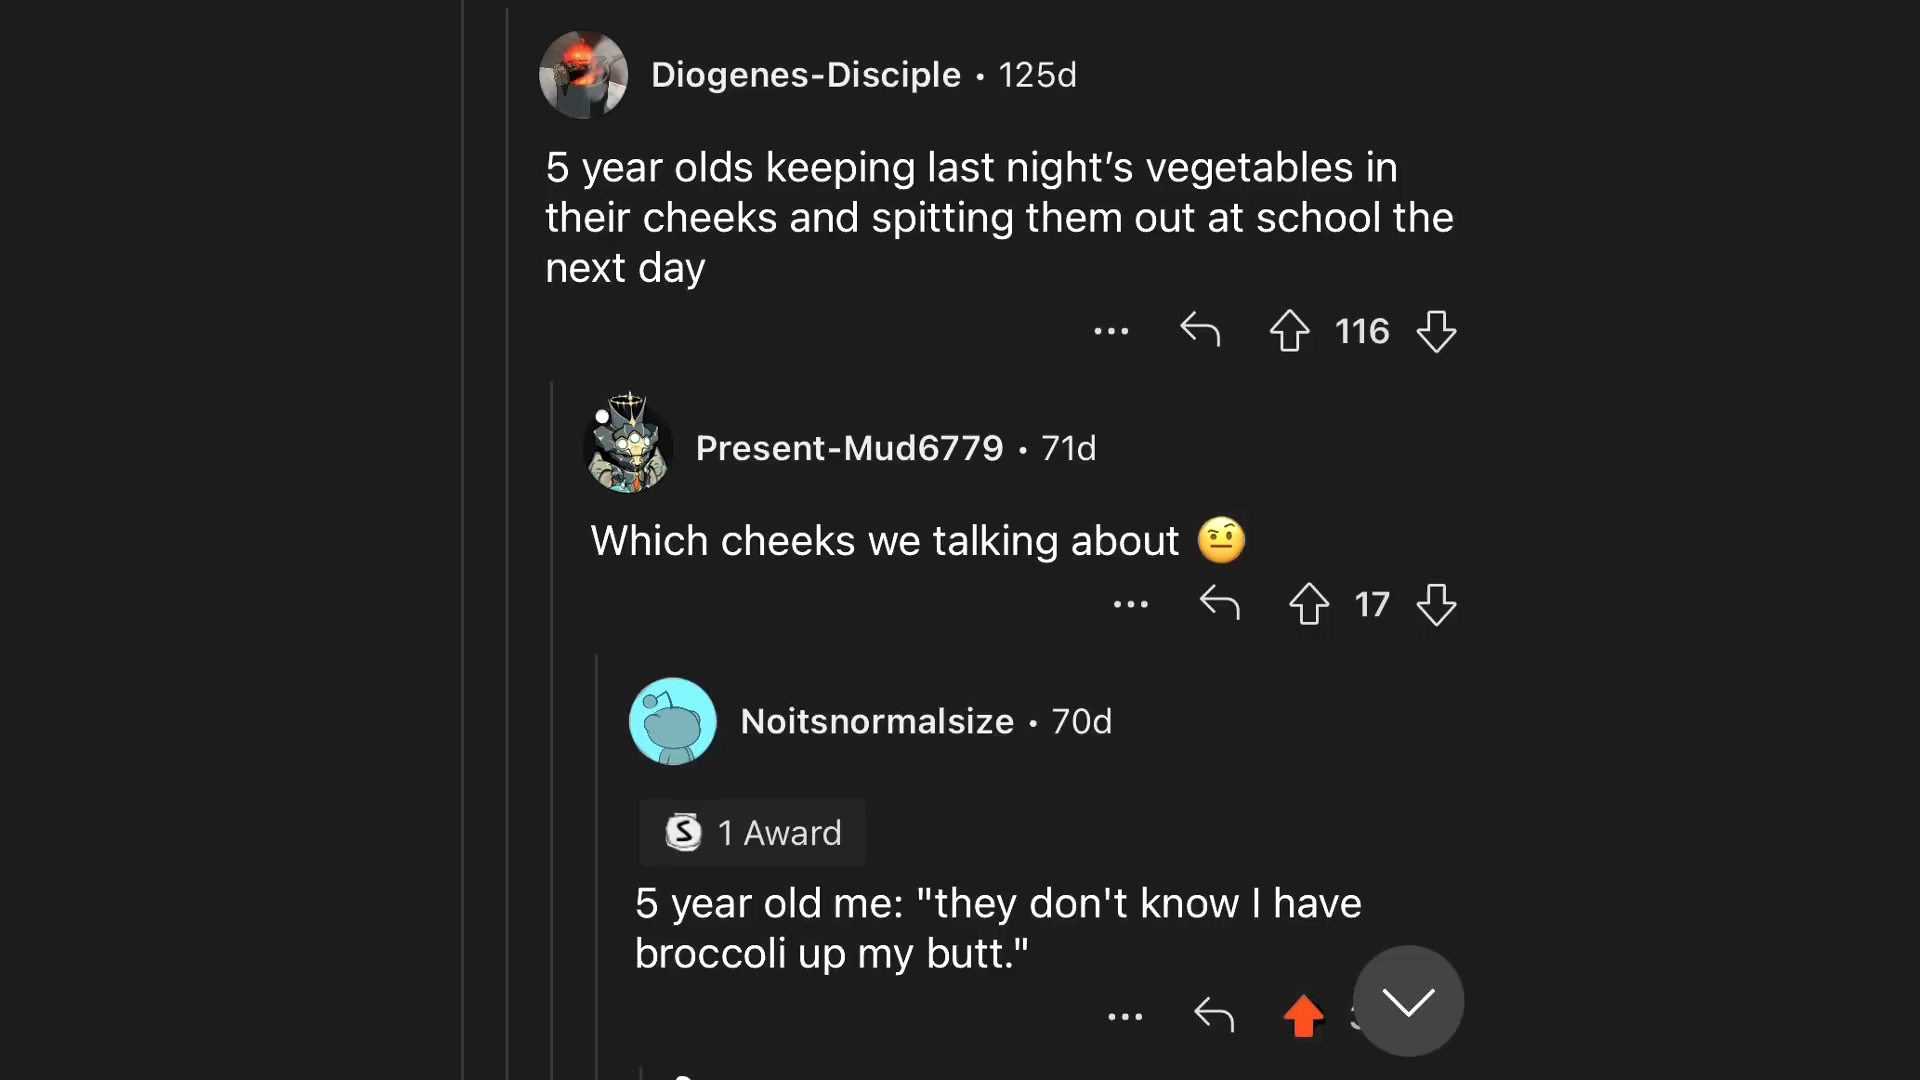 Diogenes-Disciple • 125d
5 year olds keeping last night’s vegetables in
their cheeks and spitting them out at school the
next day
116
Present-Mud6779 • 71d
Which cheeks we talking about 🤨
17
Noitsnormalsize • 70d
1 Award
5 year old me: "they don't know I have
broccoli up my butt."